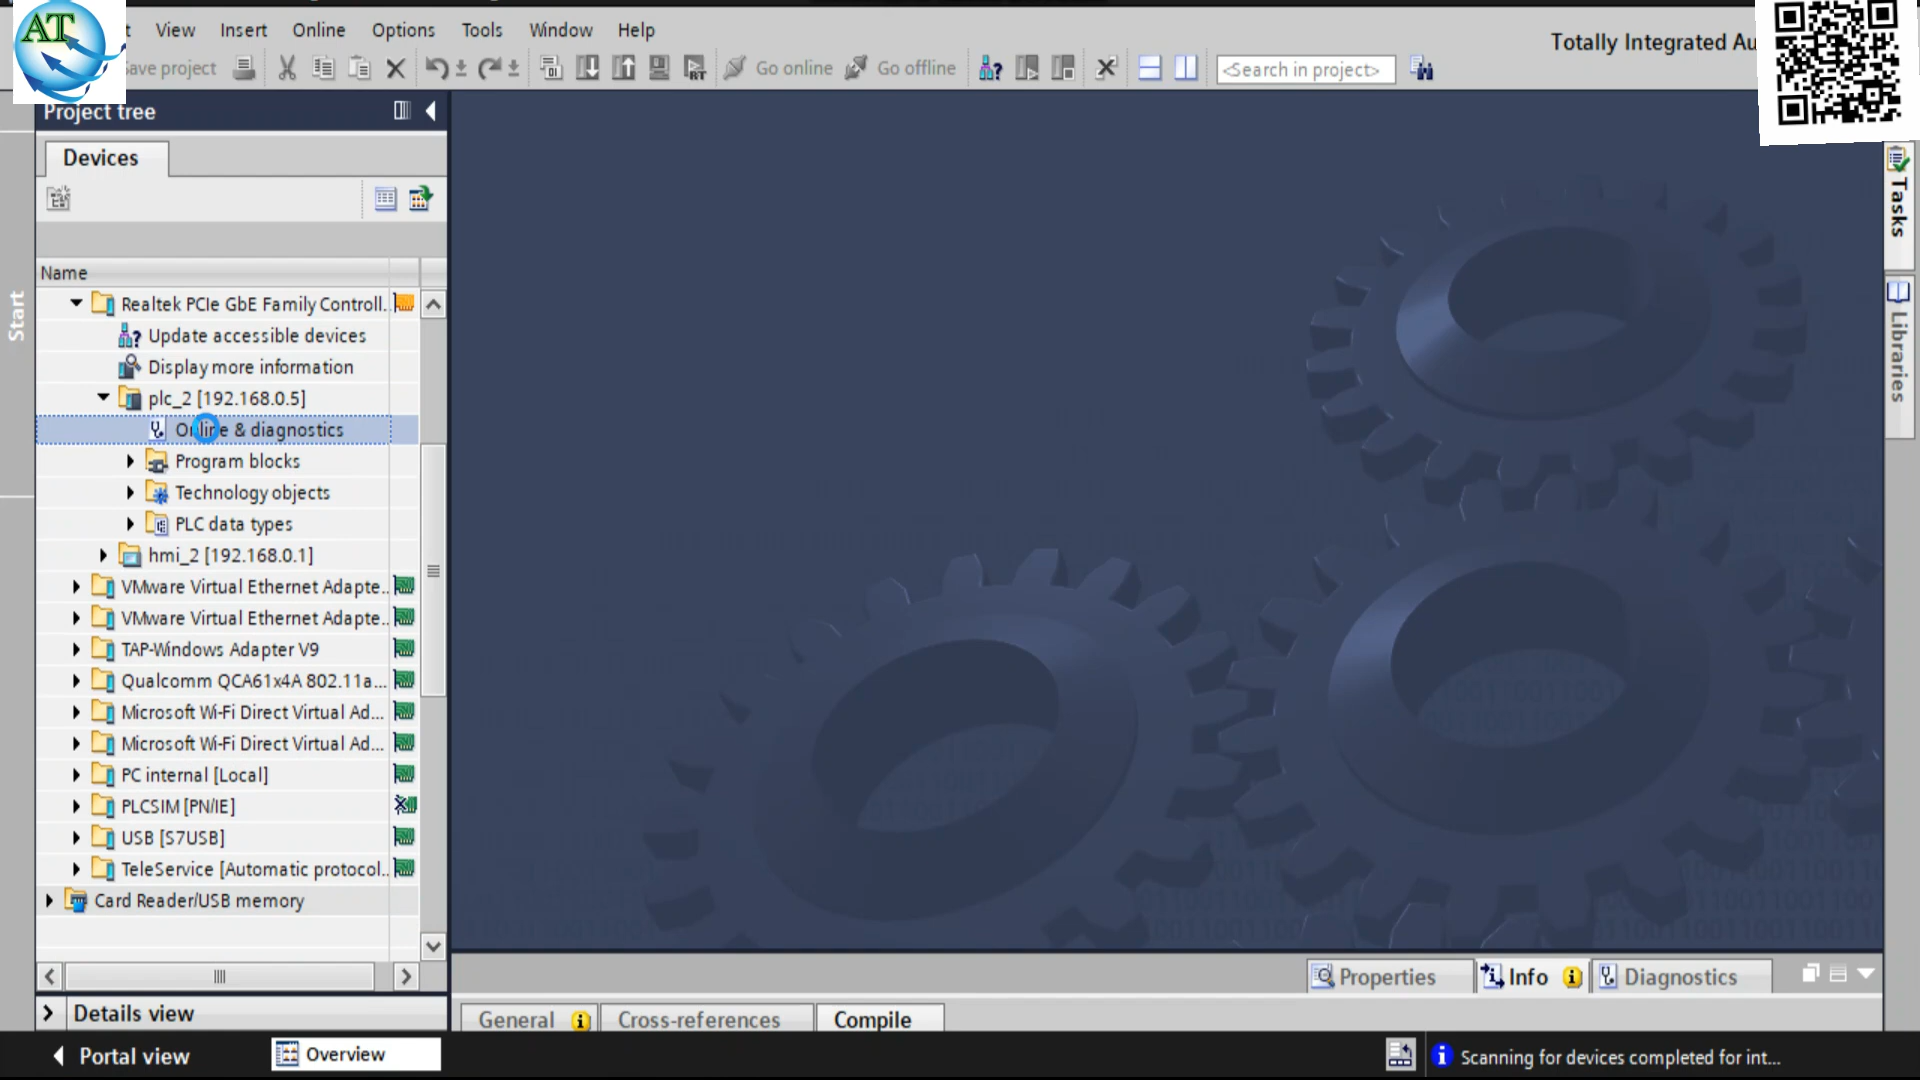 AT
t View Insert Online Options Tools Window Help
Totally Integrated Au
ave project
RT
Go online
Go offline
<Search in project>
Project tree
Devices
Start
Name
Realtek PCIe GbE Family Controll..
Update accessible devices
Display more information
plc_2 [192.168.0.5]
Online & diagnostics
Program blocks
Technology objects
PLC data types
hmi_2 [192.168.0.1]
VMware Virtual Ethernet Adapte..
VMware Virtual Ethernet Adapte..
TAP-Windows Adapter V9
Qualcomm QCA61x4A 802.11a...
Microsoft Wi-Fi Direct Virtual Ad...
Microsoft Wi-Fi Direct Virtual Ad...
PC internal [Local]
PLCSIM [PN/IE]
USB [S7USB]
TeleService [Automatic protocol..
Card Reader/USB memory
Details view
Tasks
Libraries
Properties
Info
Diagnostics
General
Cross-references
Compile
Portal view
Overview
Scanning for devices completed for int...